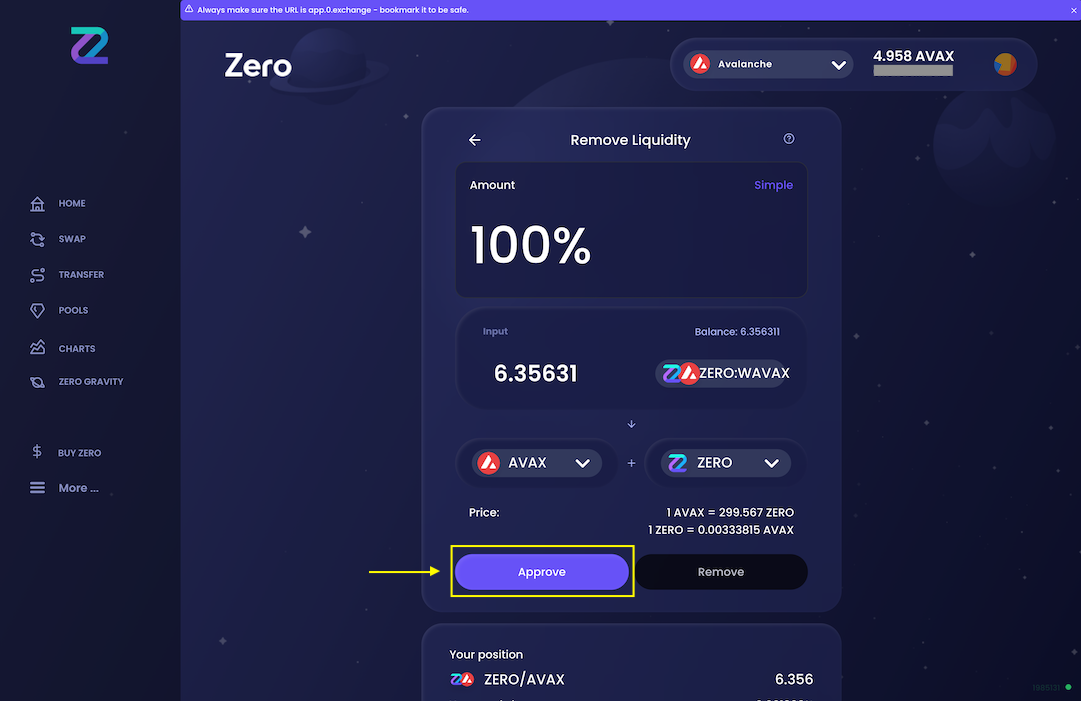 Always make sure the URL is app.0.exchange - bookmark it to be safe.
Zero
Avalanche
4.958 AVAX
HOME
SWAP
TRANSFER
POOLS
CHARTS
ZERO GRAVITY
BUY ZERO
More ...
Remove Liquidity
Amount
Simple
100%
Input
Balance: 6.356311
6.35631
ZERO:WAVAX
AVAX
+
ZERO
Price:
1 AVAX = 299.567 ZERO
1 ZERO = 0.00333815 AVAX
Approve
Remove
Your position
ZERO/AVAX
6.356